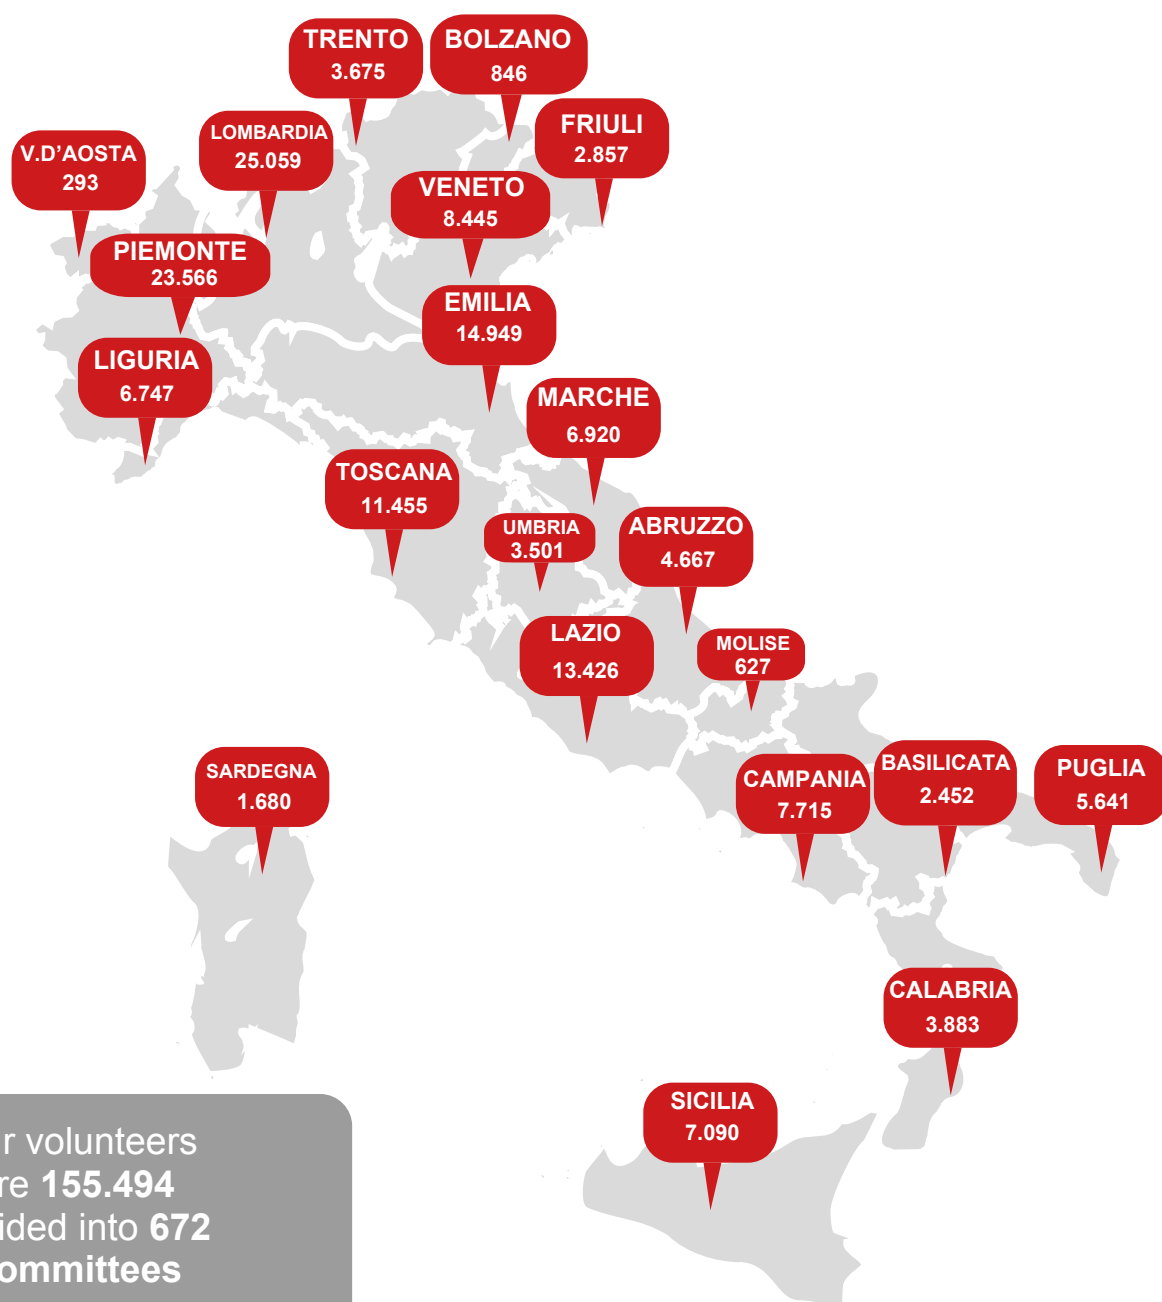 TRENTO
3.675
BOLZANO
846
FRIULI
2.857
LOMBARDIA
25.059
V.D'AOSTA
293
VENETO
8.445
PIEMONTE
23.566
EMILIA
14.949
LIGURIA
6.747
MARCHE
6.920
TOSCANA
11.455
UMBRIA
3.501
ABRUZZO
4.667
LAZIO
13.426
MOLISE
627
SARDEGNA
1.680
CAMPANIA
7.715
BASILICATA
2.452
PUGLIA
5.641
CALABRIA
3.883
SICILIA
7.090
r volunteers
re 155.494
ided into 672
ommittees